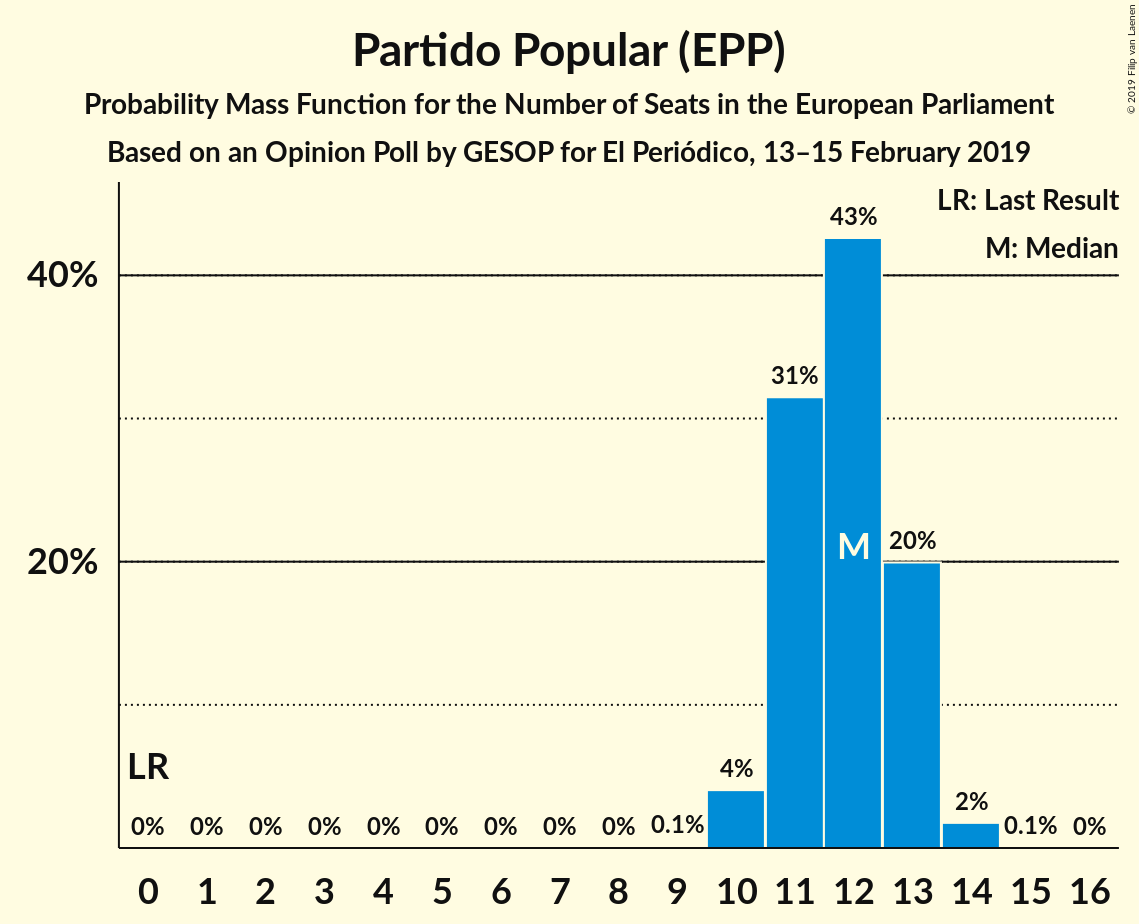 Partido Popular (EPP)
Probability Mass Function for the Number of Seats in the European Parliament
Based on an Opinion Poll by GESOP for El Periódico, 13–15 February 2019
© 2019 Filip van Laenen
LR: Last Result
M: Median
43%
40%
31%
M
20%
20%
LR
4%
2%
0% 0% 0% 0% 0% 0% 0% 0% 0% 0.1% 0.1% 0%
0 1 2 3 4 5 6 7 8 9 10 11 12 13 14 15 16